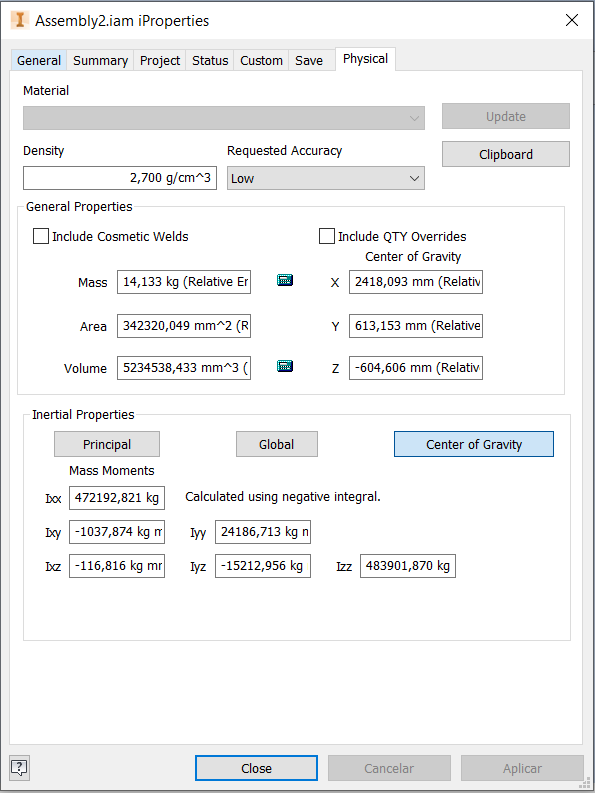 Assembly2.iam iProperties
General Summary Project Status Custom Save Physical
Material
Update
Density Requested Accuracy Clipboard
2,700 g/cm^3 Low
General Properties
Include Cosmetic Welds Include QTY Overrides
Center of Gravity
Mass 14,133 kg (Relative Er X 2418,093 mm (Relativ
Area 342320,049 mm^2 (R Y 613,153 mm (Relative
Volume 5234538,433 mm^3 ( Z -604,606 mm (Relativ
Inertial Properties
Principal Global Center of Gravity
Mass Moments
Ixx 472192,821 kg Calculated using negative integral.
Ixy -1037,874 kg m Iyy 24186,713 kg n
Ixz -116,816 kg mr Iyz -15212,956 kg Izz 483901,870 kg
? Close Cancelar Aplicar